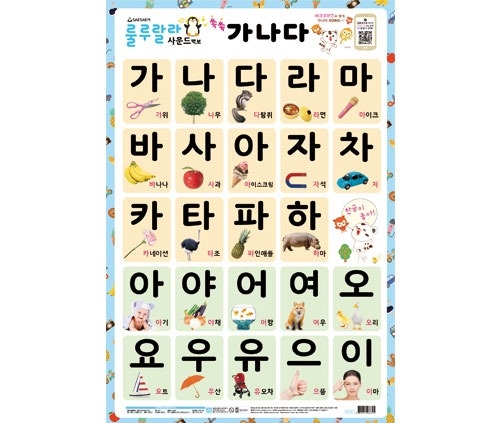 룰루랄라
사운드벽보
쏙쏙
가나다
가 나 다 라 마
가위 나무 다람쥐 라면 마이크
바 사 아 자 차
바나나 사과 아이스크림 자석 차
카 타 파 하
카네이션 타조 파인애플 하마
한글이 좋아!
아 야 어 여 오
아기 야채 어항 여우 오리
요 우 유 으 이
요트 우산 유모차 으뜸 이마